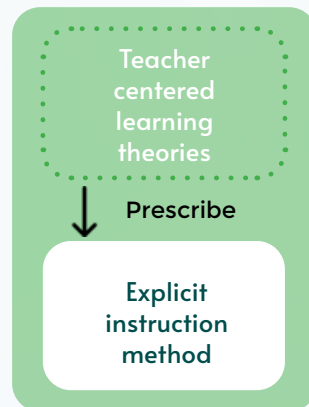 Teacher
centered
learning
theories
Prescribe
Explicit
instruction
method